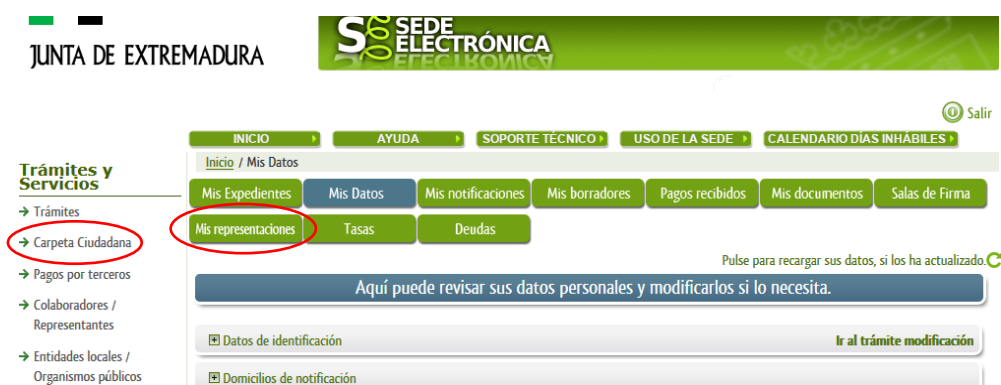 JUNTA DE EXTREMADURA
SEDE
ELECTRÓNICA
Salir
INICIO AYUDA SOPORTE TÉCNICO USO DE LA SEDE CALENDARIO DÍAS INHÁBILES
Trámites y
Servicios
Trámites
Carpeta Ciudadana
Pagos por terceros
Colaboradores /
Representantes
Entidades locales /
Organismos públicos
Inicio / Mis Datos
Mis Expedientes Mis Datos Mis notificaciones Mis borradores Pagos recibidos Mis documentos Salas de Firma
Mis representaciones Tasas Deudas
Pulse para recargar sus datos, si los ha actualizado.
Aquí puede revisar sus datos personales y modificarlos si lo necesita.
Datos de identificación Ir al trámite modificación
Domicilios de notificación